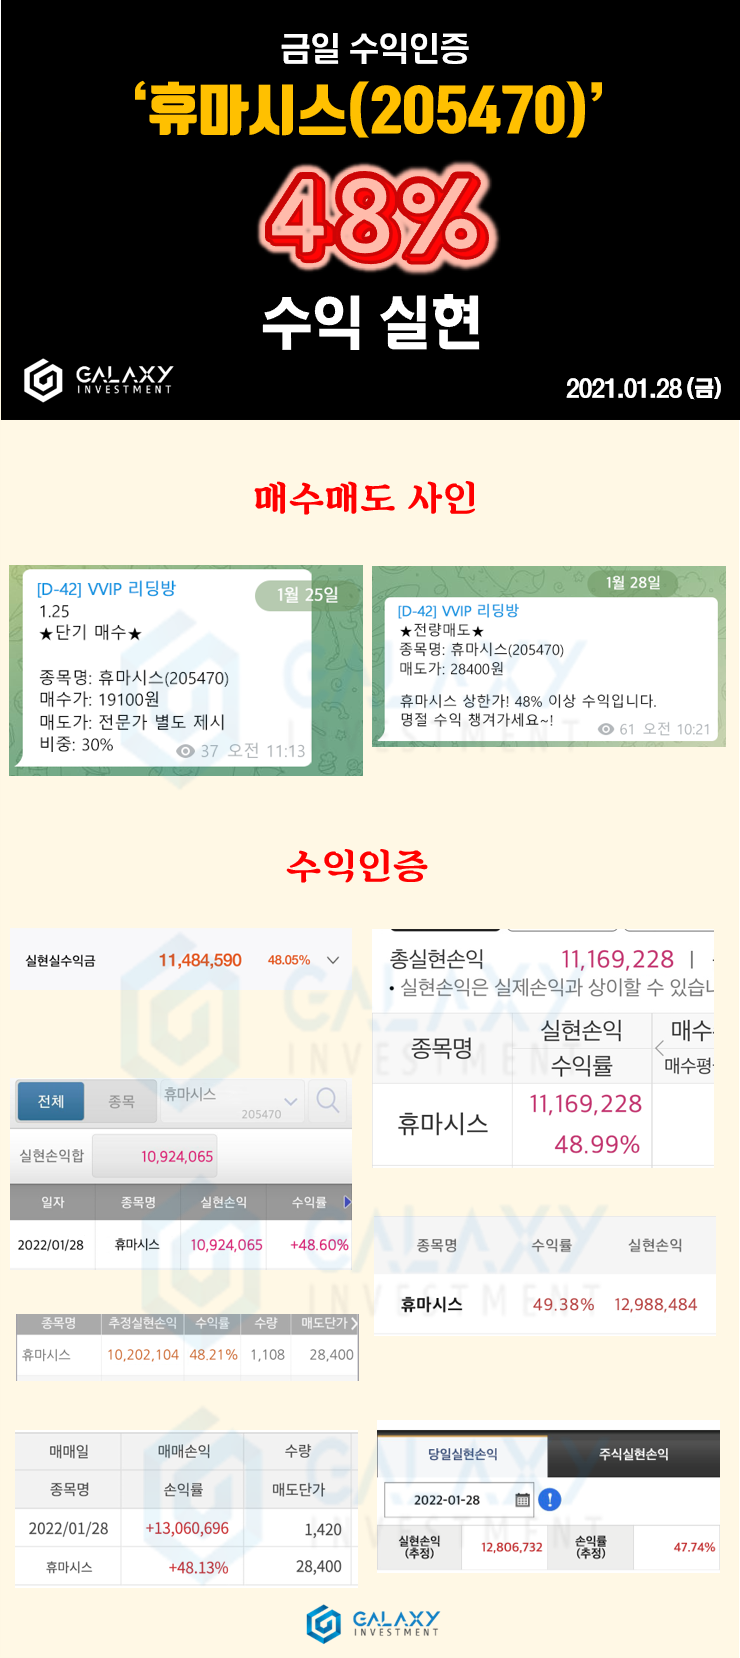 금일 수익인증
‘휴마시스(205470)’
48%
수익 실현
GALAXY
INVESTMENT
2021.01.28 (금)
매수매도 사인
[D-42] VVIP 리딩방
1월 25일
1.25
★단기 매수★
종목명: 휴마시스(205470)
매수가: 19100원
매도가: 전문가 별도 제시
비중: 30%
37 오전 11:13
1월 28일
[D-42] VVIP 리딩방
★전량매도★
종목명: 휴마시스(205470)
매도가: 28400원
휴마시스 상한가! 48% 이상 수익입니다.
명절 수익 챙겨가세요~!
61 오전 10:21
수익인증
실현실수익금 11,484,590 48.05%
총실현손익 11,169,228 |
• 실현손익은 실제손익과 상이할 수 있습니
종목명 실현손익 매수
수익률 매수평
휴마시스 11,169,228
48.99%
전체 종목 휴마시스
205470
실현손익합 10,924,065
일자 종목명 실현손익 수익률
2022/01/28 휴마시스 10,924,065 +48.60%
종목명 수익률 실현손익
휴마시스 49.38% 12,988,484
종목명 추정실현손익 수익률 수량 매도단가
휴마시스 10,202,104 48.21% 1,108 28,400
매매일 매매손익 수량
종목명 손익률 매도단가
2022/01/28 +13,060,696 1,420
휴마시스 +48.13% 28,400
당일실현손익 주식실현손익
2022-01-28
실현손익 (추정) 12,806,732 손익률 (추정) 47.74%
GALAXY
INVESTMENT